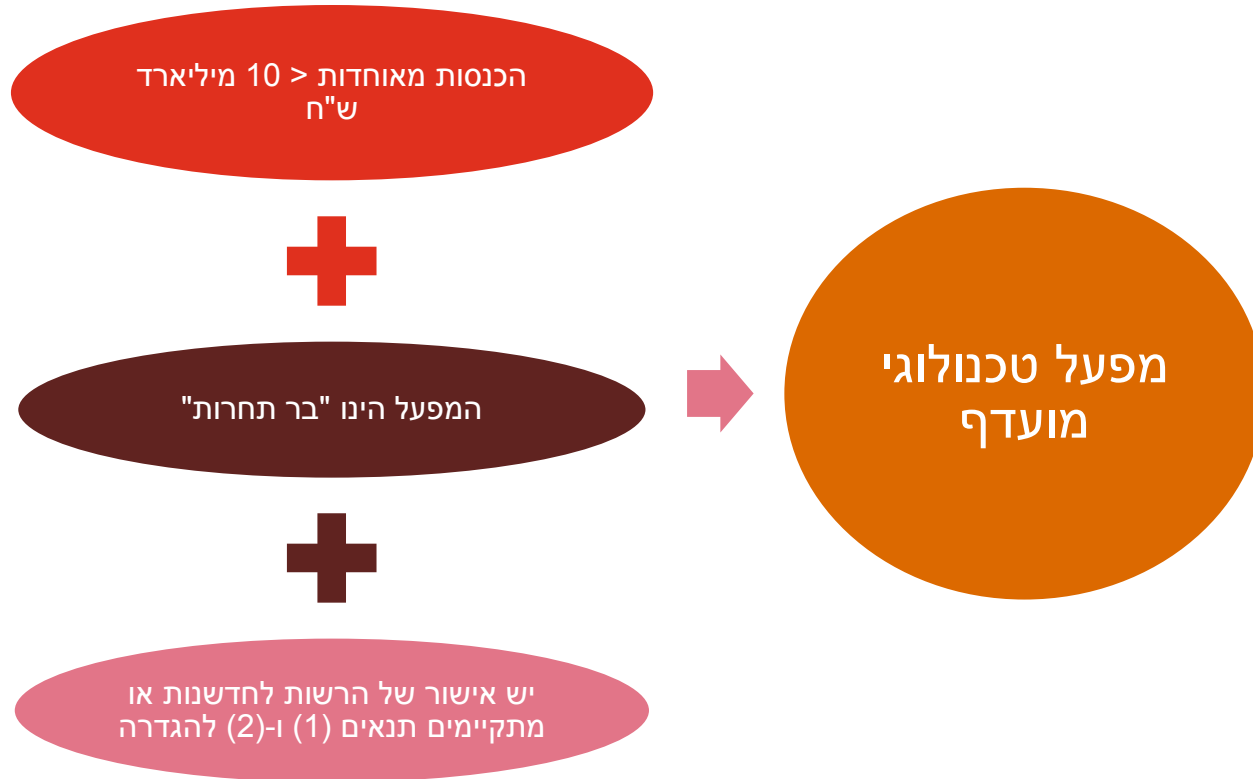 הכנסות מאוחדות < 10 מיליארד
ש"ח
המפעל הינו "בר תחרות"
יש אישור של הרשות לחדשנות או
מתקיימים תנאים (1) ו-(2) להגדרה
מפעל טכנולוגי
מועדף